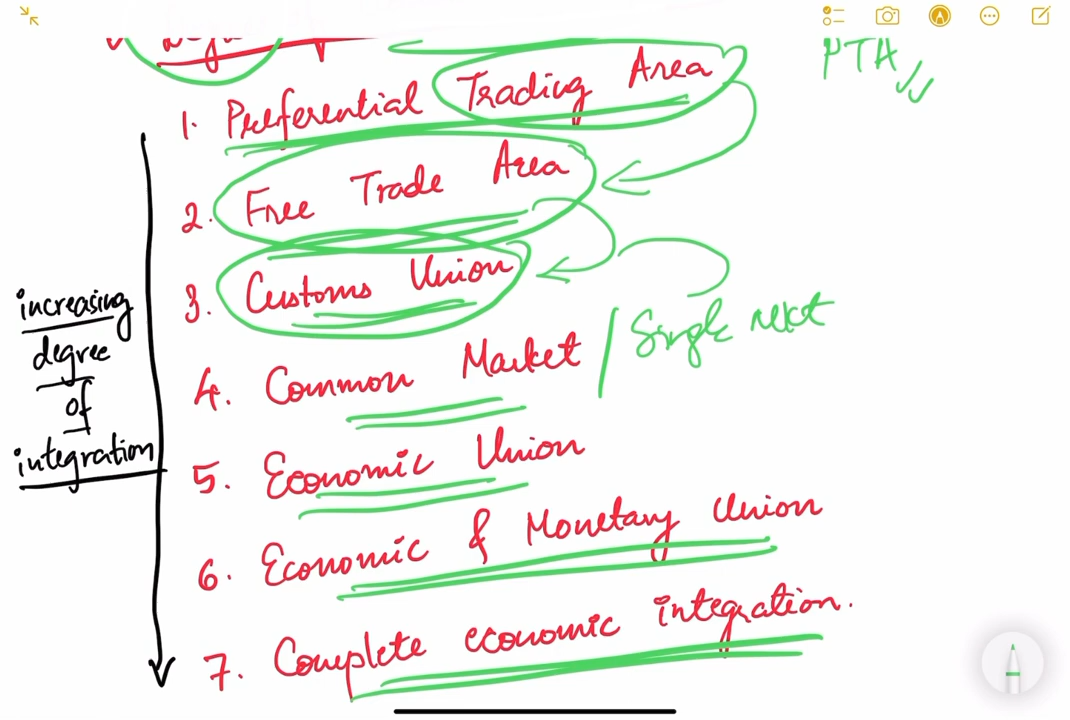 PTA
1. Preferential Trading Area
2. Free Trade Area
3. Customs Union
4. Common Market / Single mkt
5. Economic Union
6. Economic & Monetary Union
7. Complete economic integration.
increasing
degree
of
integration